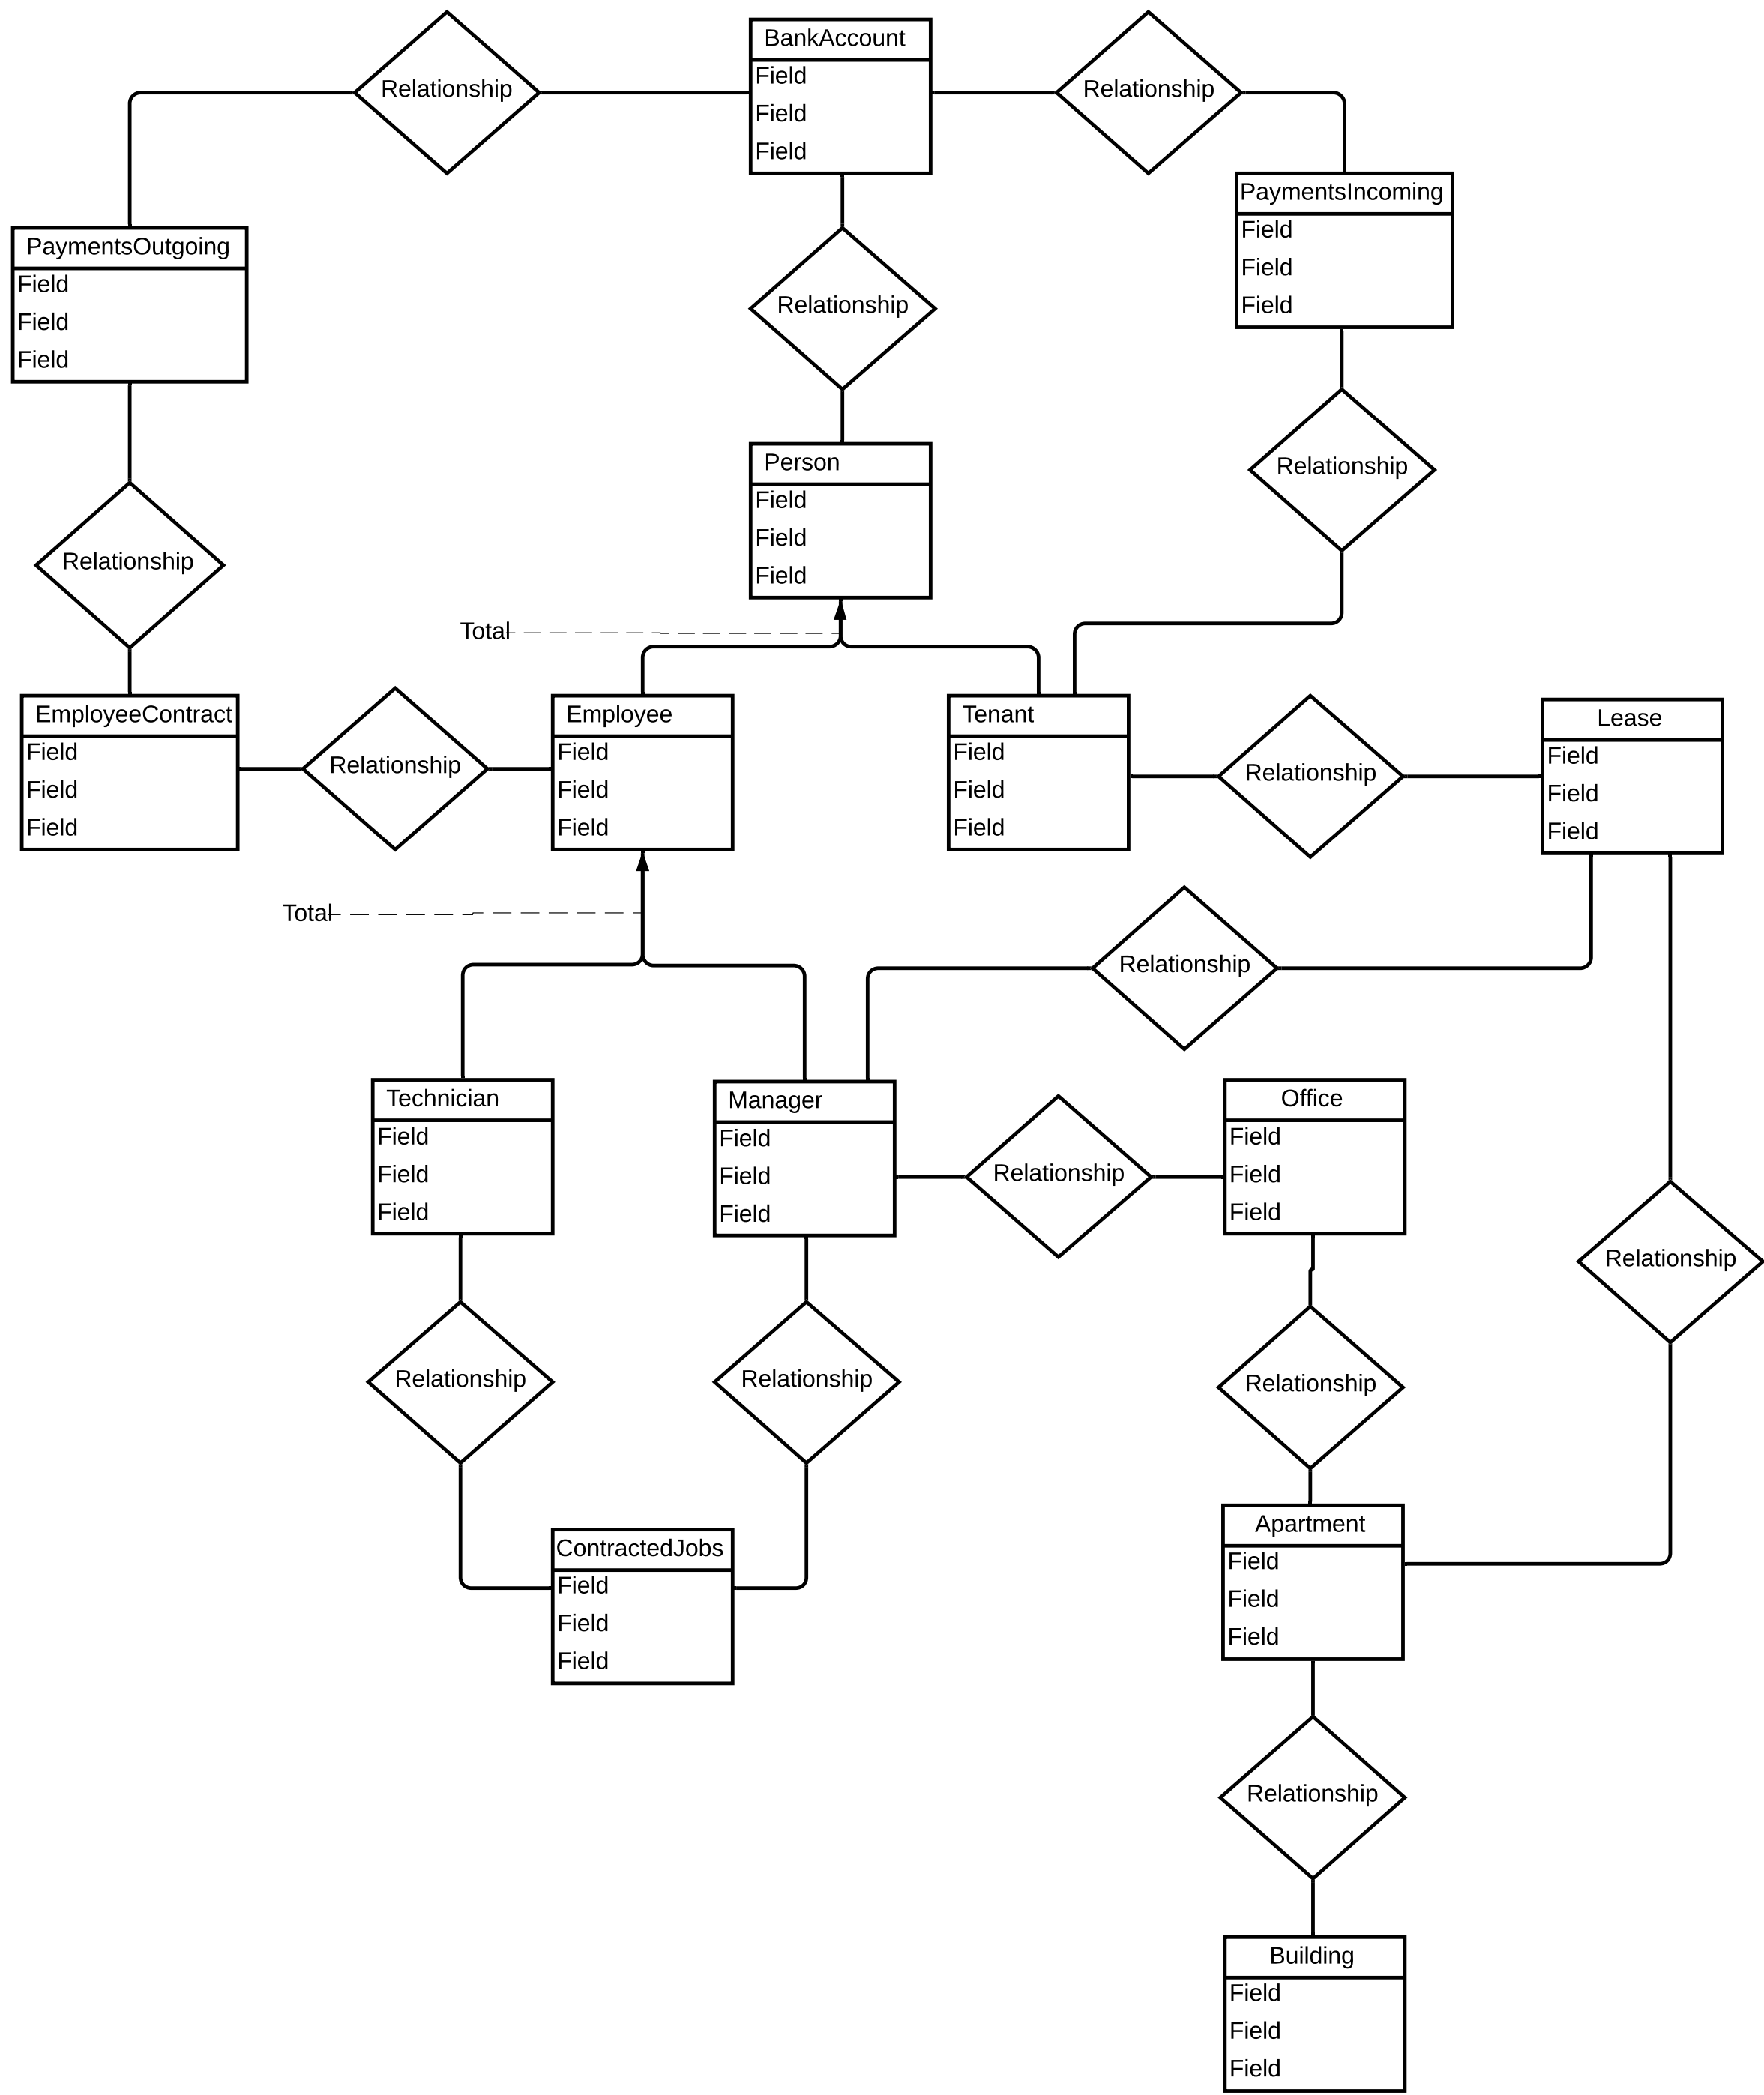 BankAccount
Field
Field
Field
Relationship
Relationship
PaymentsIncoming
Field
Field
Field
PaymentsOutgoing
Field
Field
Field
Relationship
Relationship
Person
Field
Field
Field
Relationship
Total
EmployeeContract
Field
Field
Field
Relationship
Employee
Field
Field
Field
Tenant
Field
Field
Field
Relationship
Lease
Field
Field
Field
Total
Relationship
Technician
Field
Field
Field
Manager
Field
Field
Field
Relationship
Office
Field
Field
Field
Relationship
Relationship
Relationship
Relationship
ContractedJobs
Field
Field
Field
Apartment
Field
Field
Field
Relationship
Building
Field
Field
Field